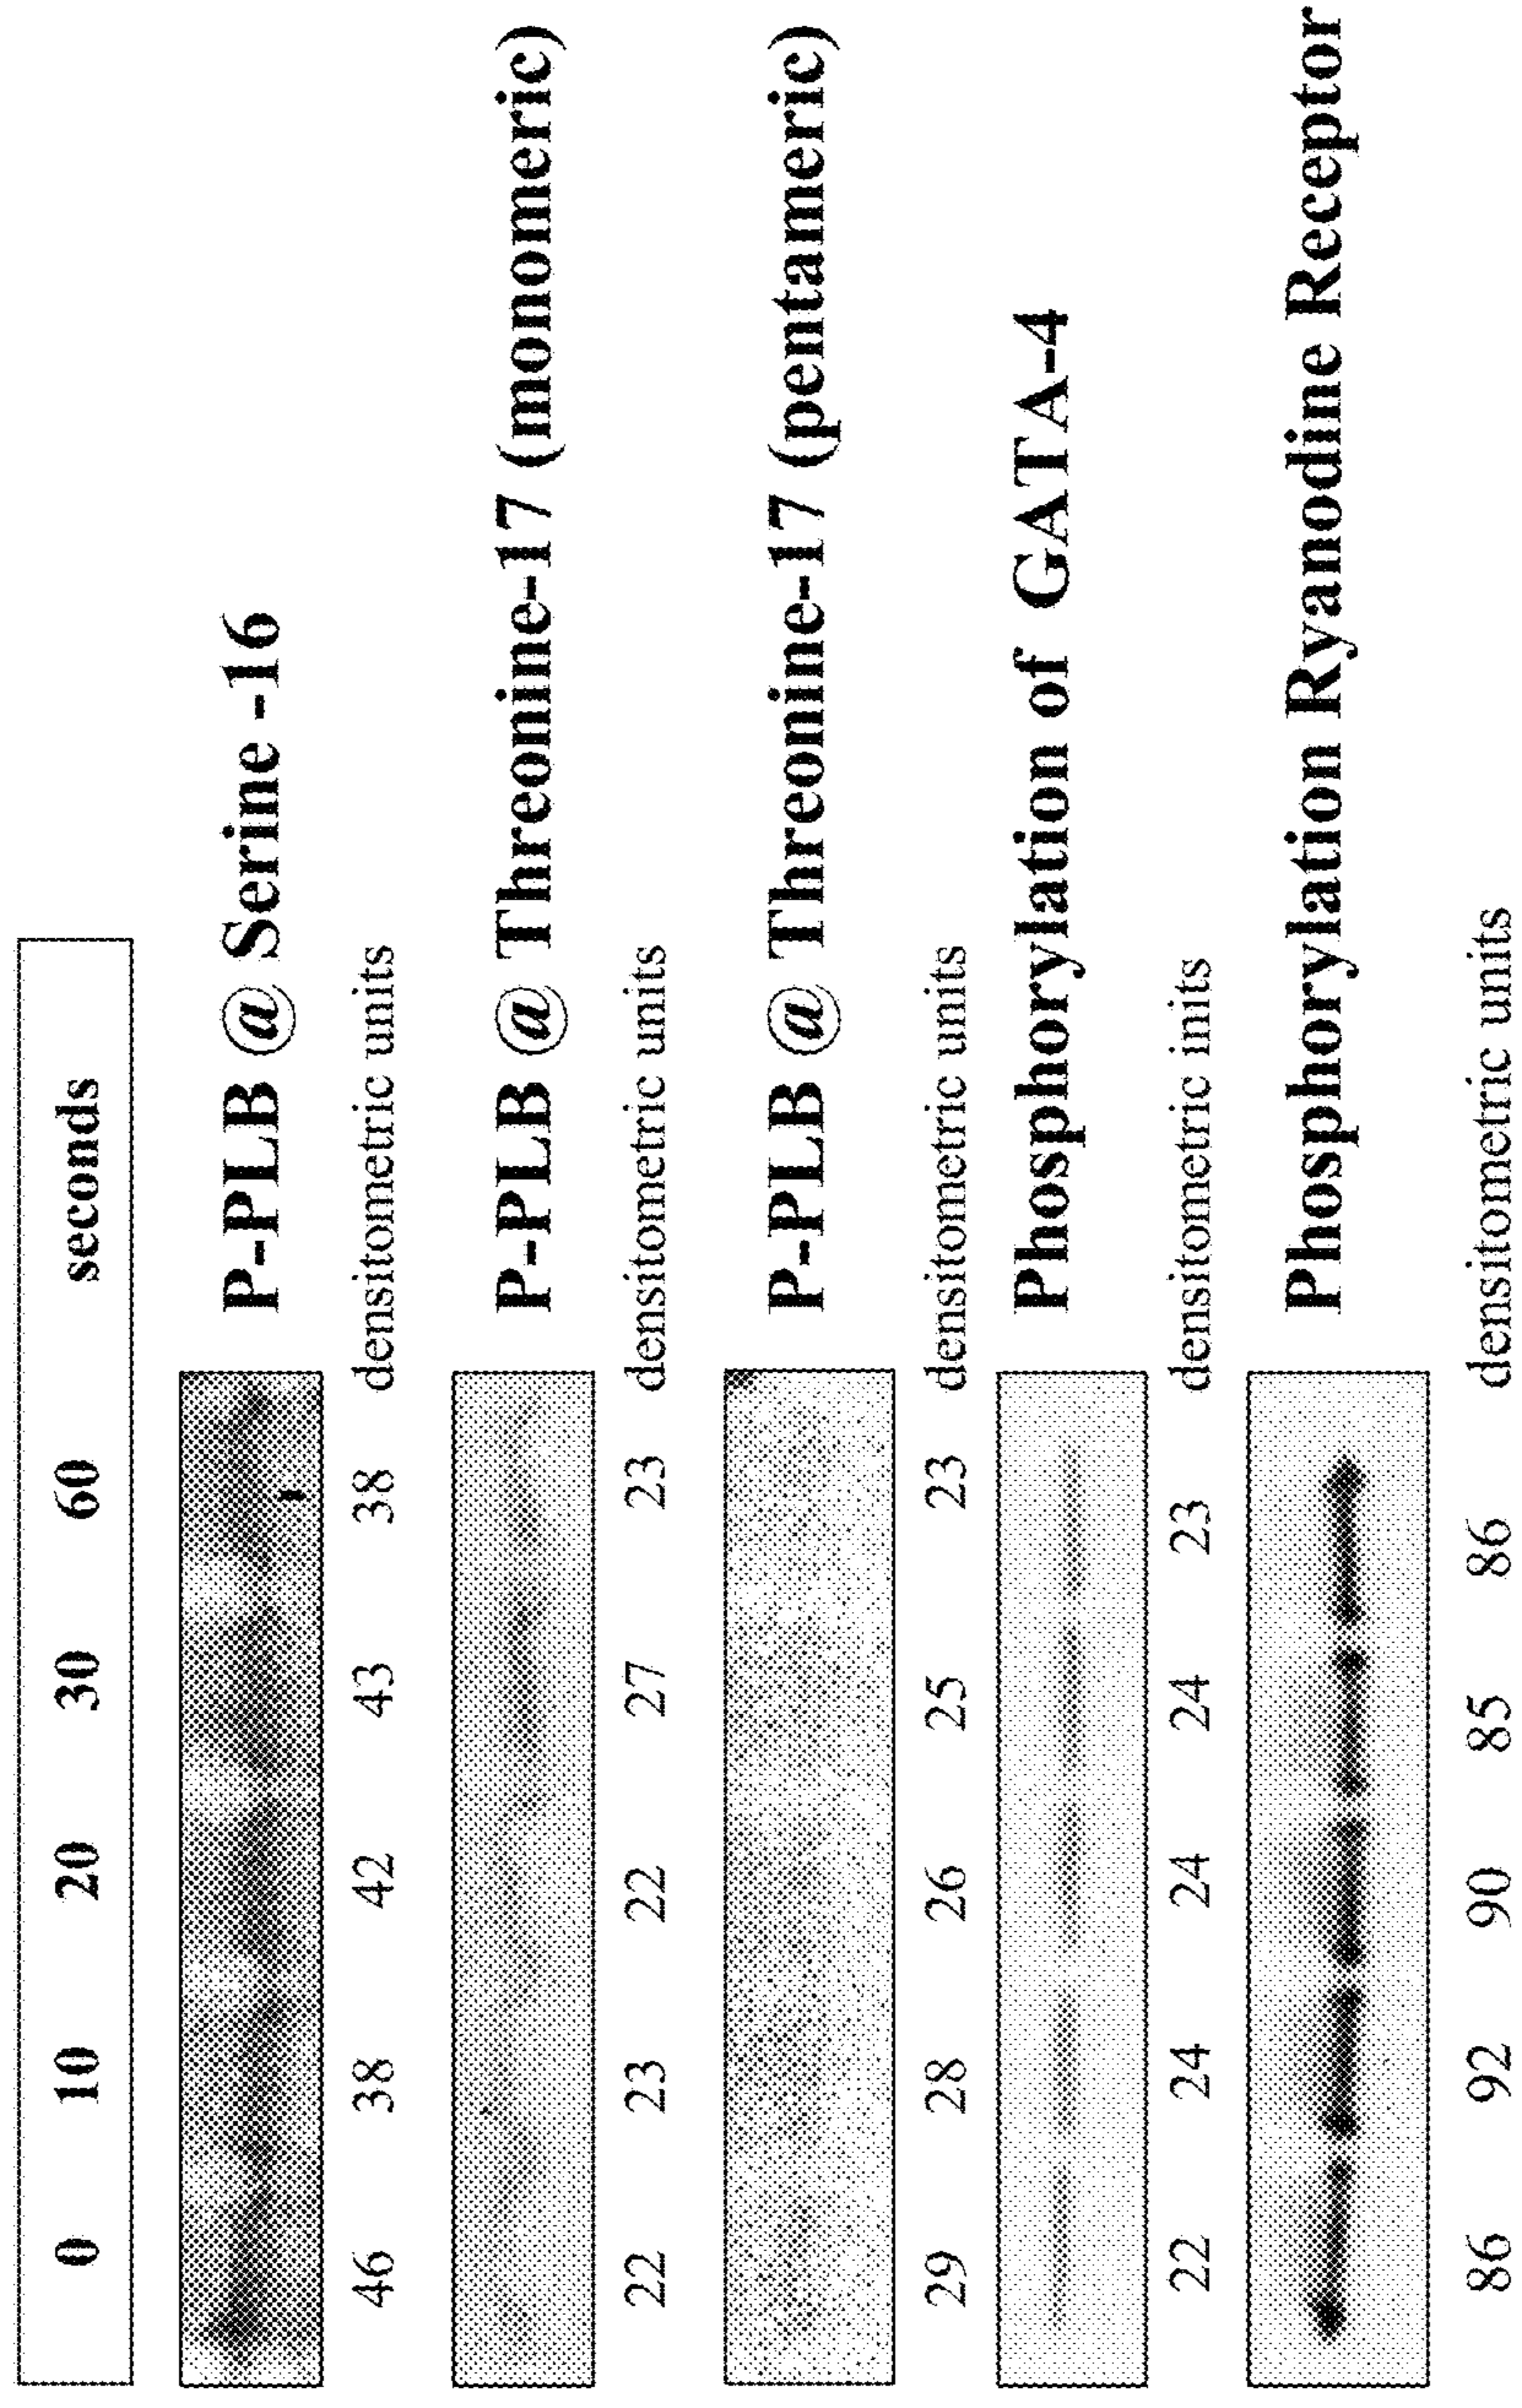 0 10 20 30 60 seconds
P-PLB @ Serine -16
46 38 42 43 38 densitometric units
P-PLB @ Threonine-17 (monomeric)
22 23 22 27 23 densitometric units
P-PLB @ Threonine-17 (pentameric)
29 28 26 25 23 densitometric units
Phosphorylation of GATA-4
22 24 24 24 23 densitometric inits
Phosphorylation Ryanodine Receptor
86 92 90 85 86 densitometric units